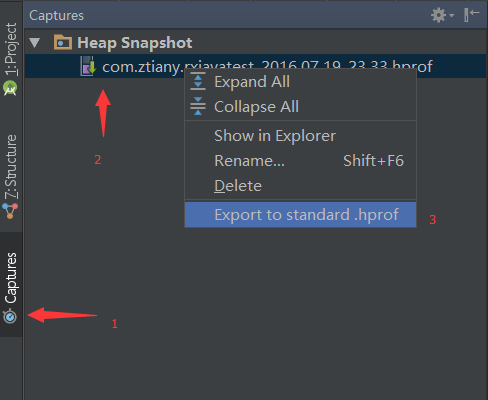 Captures
1: Project
Z: Structure
Captures
Heap Snapshot
com.ztiany.rxjavatest_2016.07.19_23.33.hprof
Expand All
Collapse All
Show in Explorer
Rename... Shift+F6
Delete
Export to standard .hprof
1
2
3